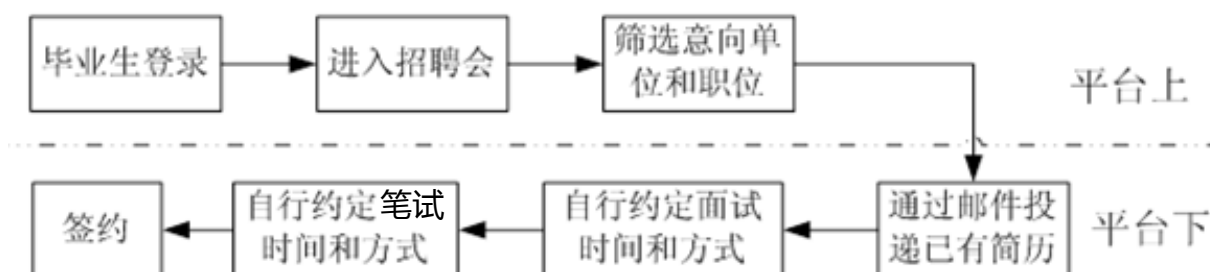 毕业生登录
进入招聘会
筛选意向单
位和职位
平台上
签约
自行约定笔试
时间和方式
自行约定面试
时间和方式
通过邮件投
递已有简历
平台下